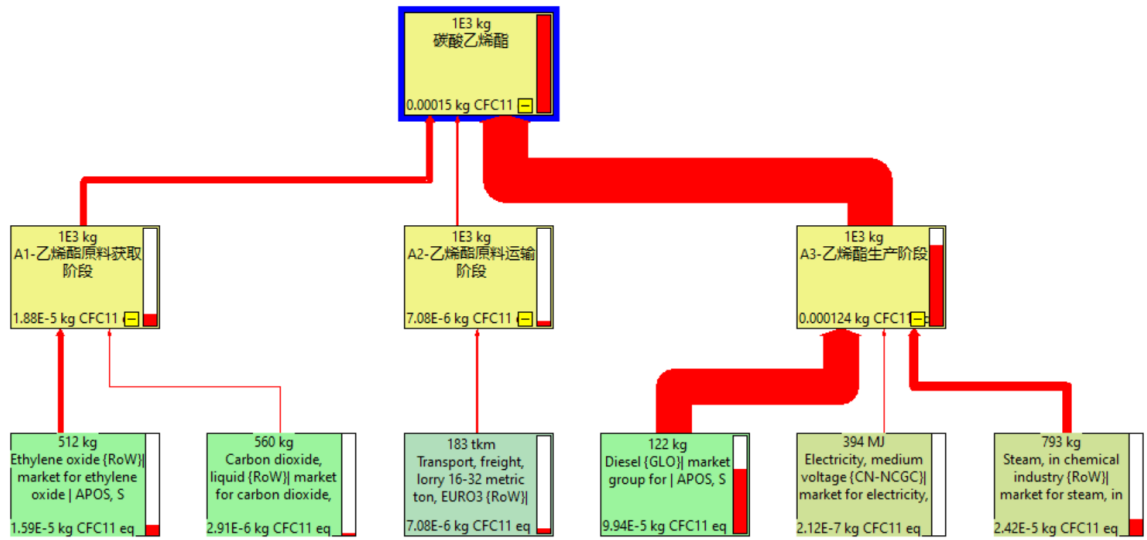 1E3 kg
碳酸乙烯酯
0.00015 kg CFC11
1E3 kg
A1-乙烯酯原料获取
阶段
1.88E-5 kg CFC11
1E3 kg
A2-乙烯酯原料运输
阶段
7.08E-6 kg CFC11
1E3 kg
A3-乙烯酯生产阶段
0.000124 kg CFC11
512 kg
Ethylene oxide {RoW}|
market for ethylene
oxide | APOS, S
1.59E-5 kg CFC11 eq
560 kg
Carbon dioxide,
liquid {RoW}| market
for carbon dioxide,
2.91E-6 kg CFC11 eq
183 tkm
Transport, freight,
lorry 16-32 metric
ton, EURO3 {RoW}|
7.08E-6 kg CFC11 eq
122 kg
Diesel {GLO}| market
group for | APOS, S
9.94E-5 kg CFC11 eq
394 MJ
Electricity, medium
voltage {CN-NCGC}|
market for electricity,
2.12E-7 kg CFC11 eq
793 kg
Steam, in chemical
industry {RoW}|
market for steam, in
2.42E-5 kg CFC11 eq